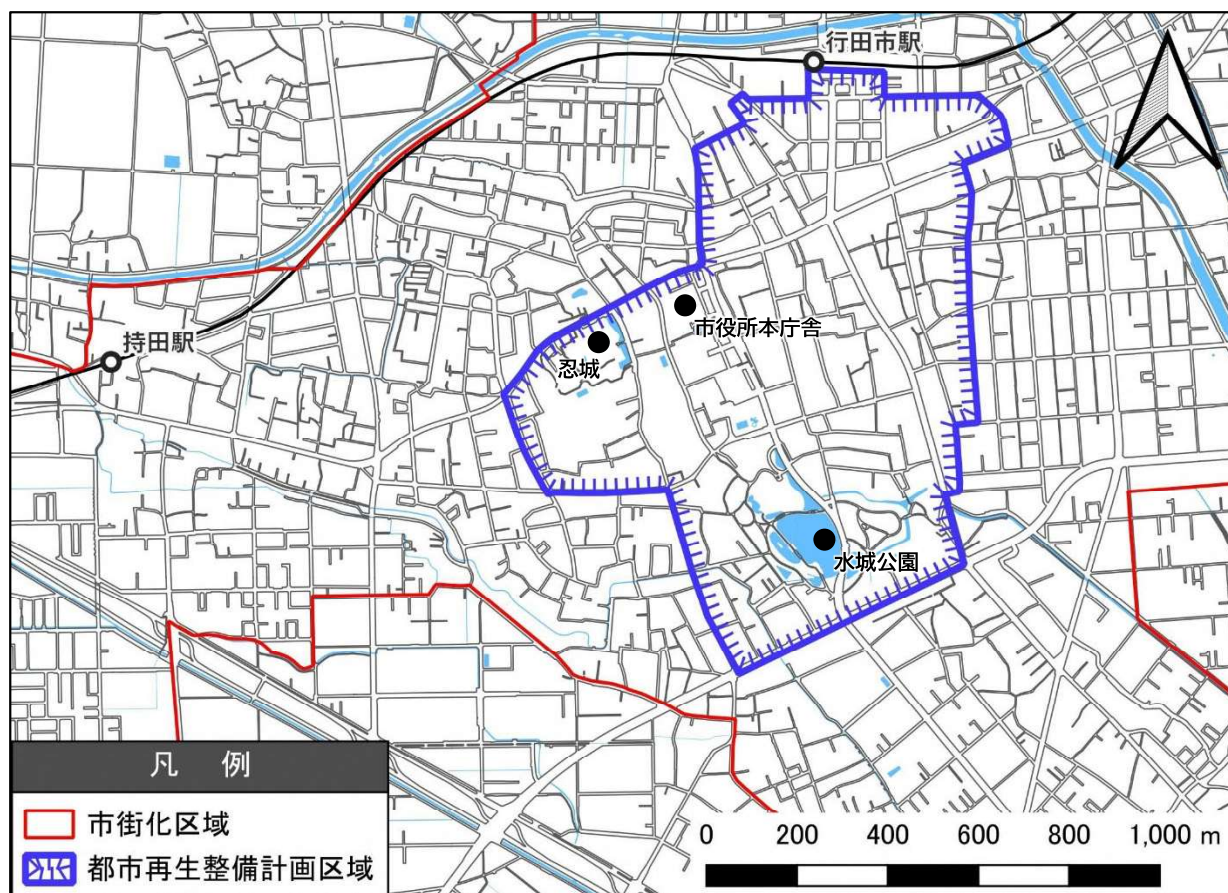 行田市駅
市役所本庁舎
持田駅
忍城
水城公園
凡 例
市街化区域
都市再生整備計画区域
0 200 400 600 800 1,000 m